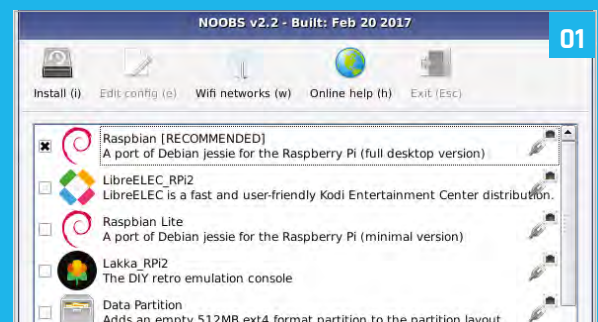 NOOBS v2.2 - Built: Feb 20 2017
01
Install (i) Edit config (e) Wifi networks (w) Online help (h) Exit (Esc)
Raspbian [RECOMMENDED]
A port of Debian jessie for the Raspberry Pi (full desktop version)
LibreELEC_RPi2
LibreELEC is a fast and user-friendly Kodi Entertainment Center distribution.
Raspbian Lite
A port of Debian jessie for the Raspberry Pi (minimal version)
Lakka_RPi2
The DIY retro emulation console
Data Partition
Adds an empty 512MB ext4 format partition to the partition layout